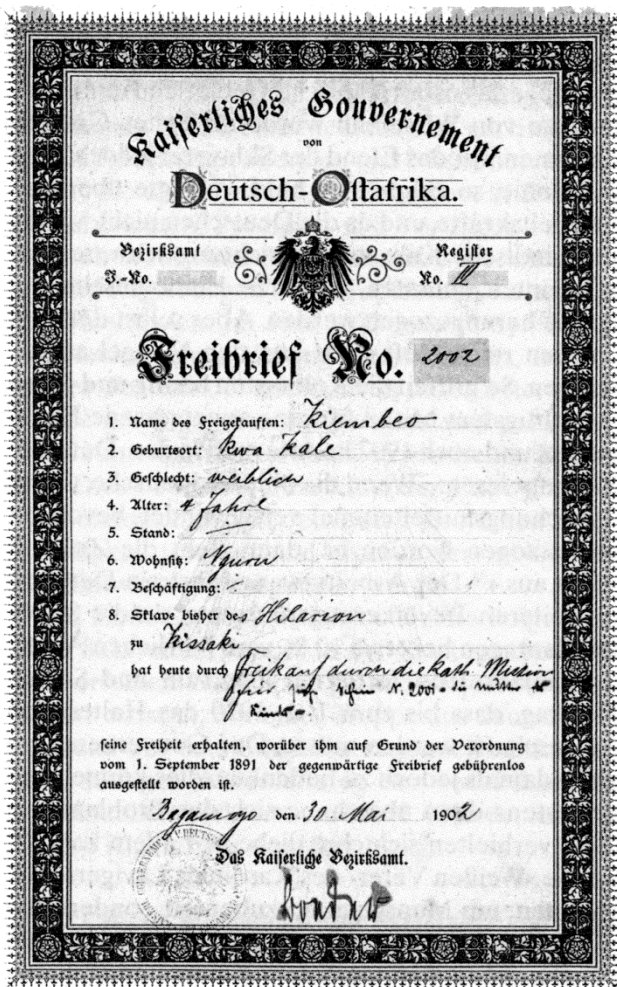 Kaiserliches Gouvernement
von
Deutsch-Ostafrika.
Bezirksamt
J.-No.
Register
No. III
Freibrief No. 2002
1. Name des Freigekauften: Kiembeo
2. Geburtsort: Kwa Kale
3. Geschlecht: weiblich
4. Alter: 4 Jahr
5. Stand:
6. Wohnsitz: Nguru
7. Beschäftigung:
8. Sklave bisher des Hilarion
zu Kissaki
hat heute durch Freikauf durch die kath. Mission
N. 2001
seine Freiheit erhalten, worüber ihm auf Grund der Verordnung
vom 1. September 1891 der gegenwärtige Freibrief gebührenlos
ausgestellt worden ist.
Bagamoyo den 30 Mai 1902
Das Kaiserliche Bezirksamt.